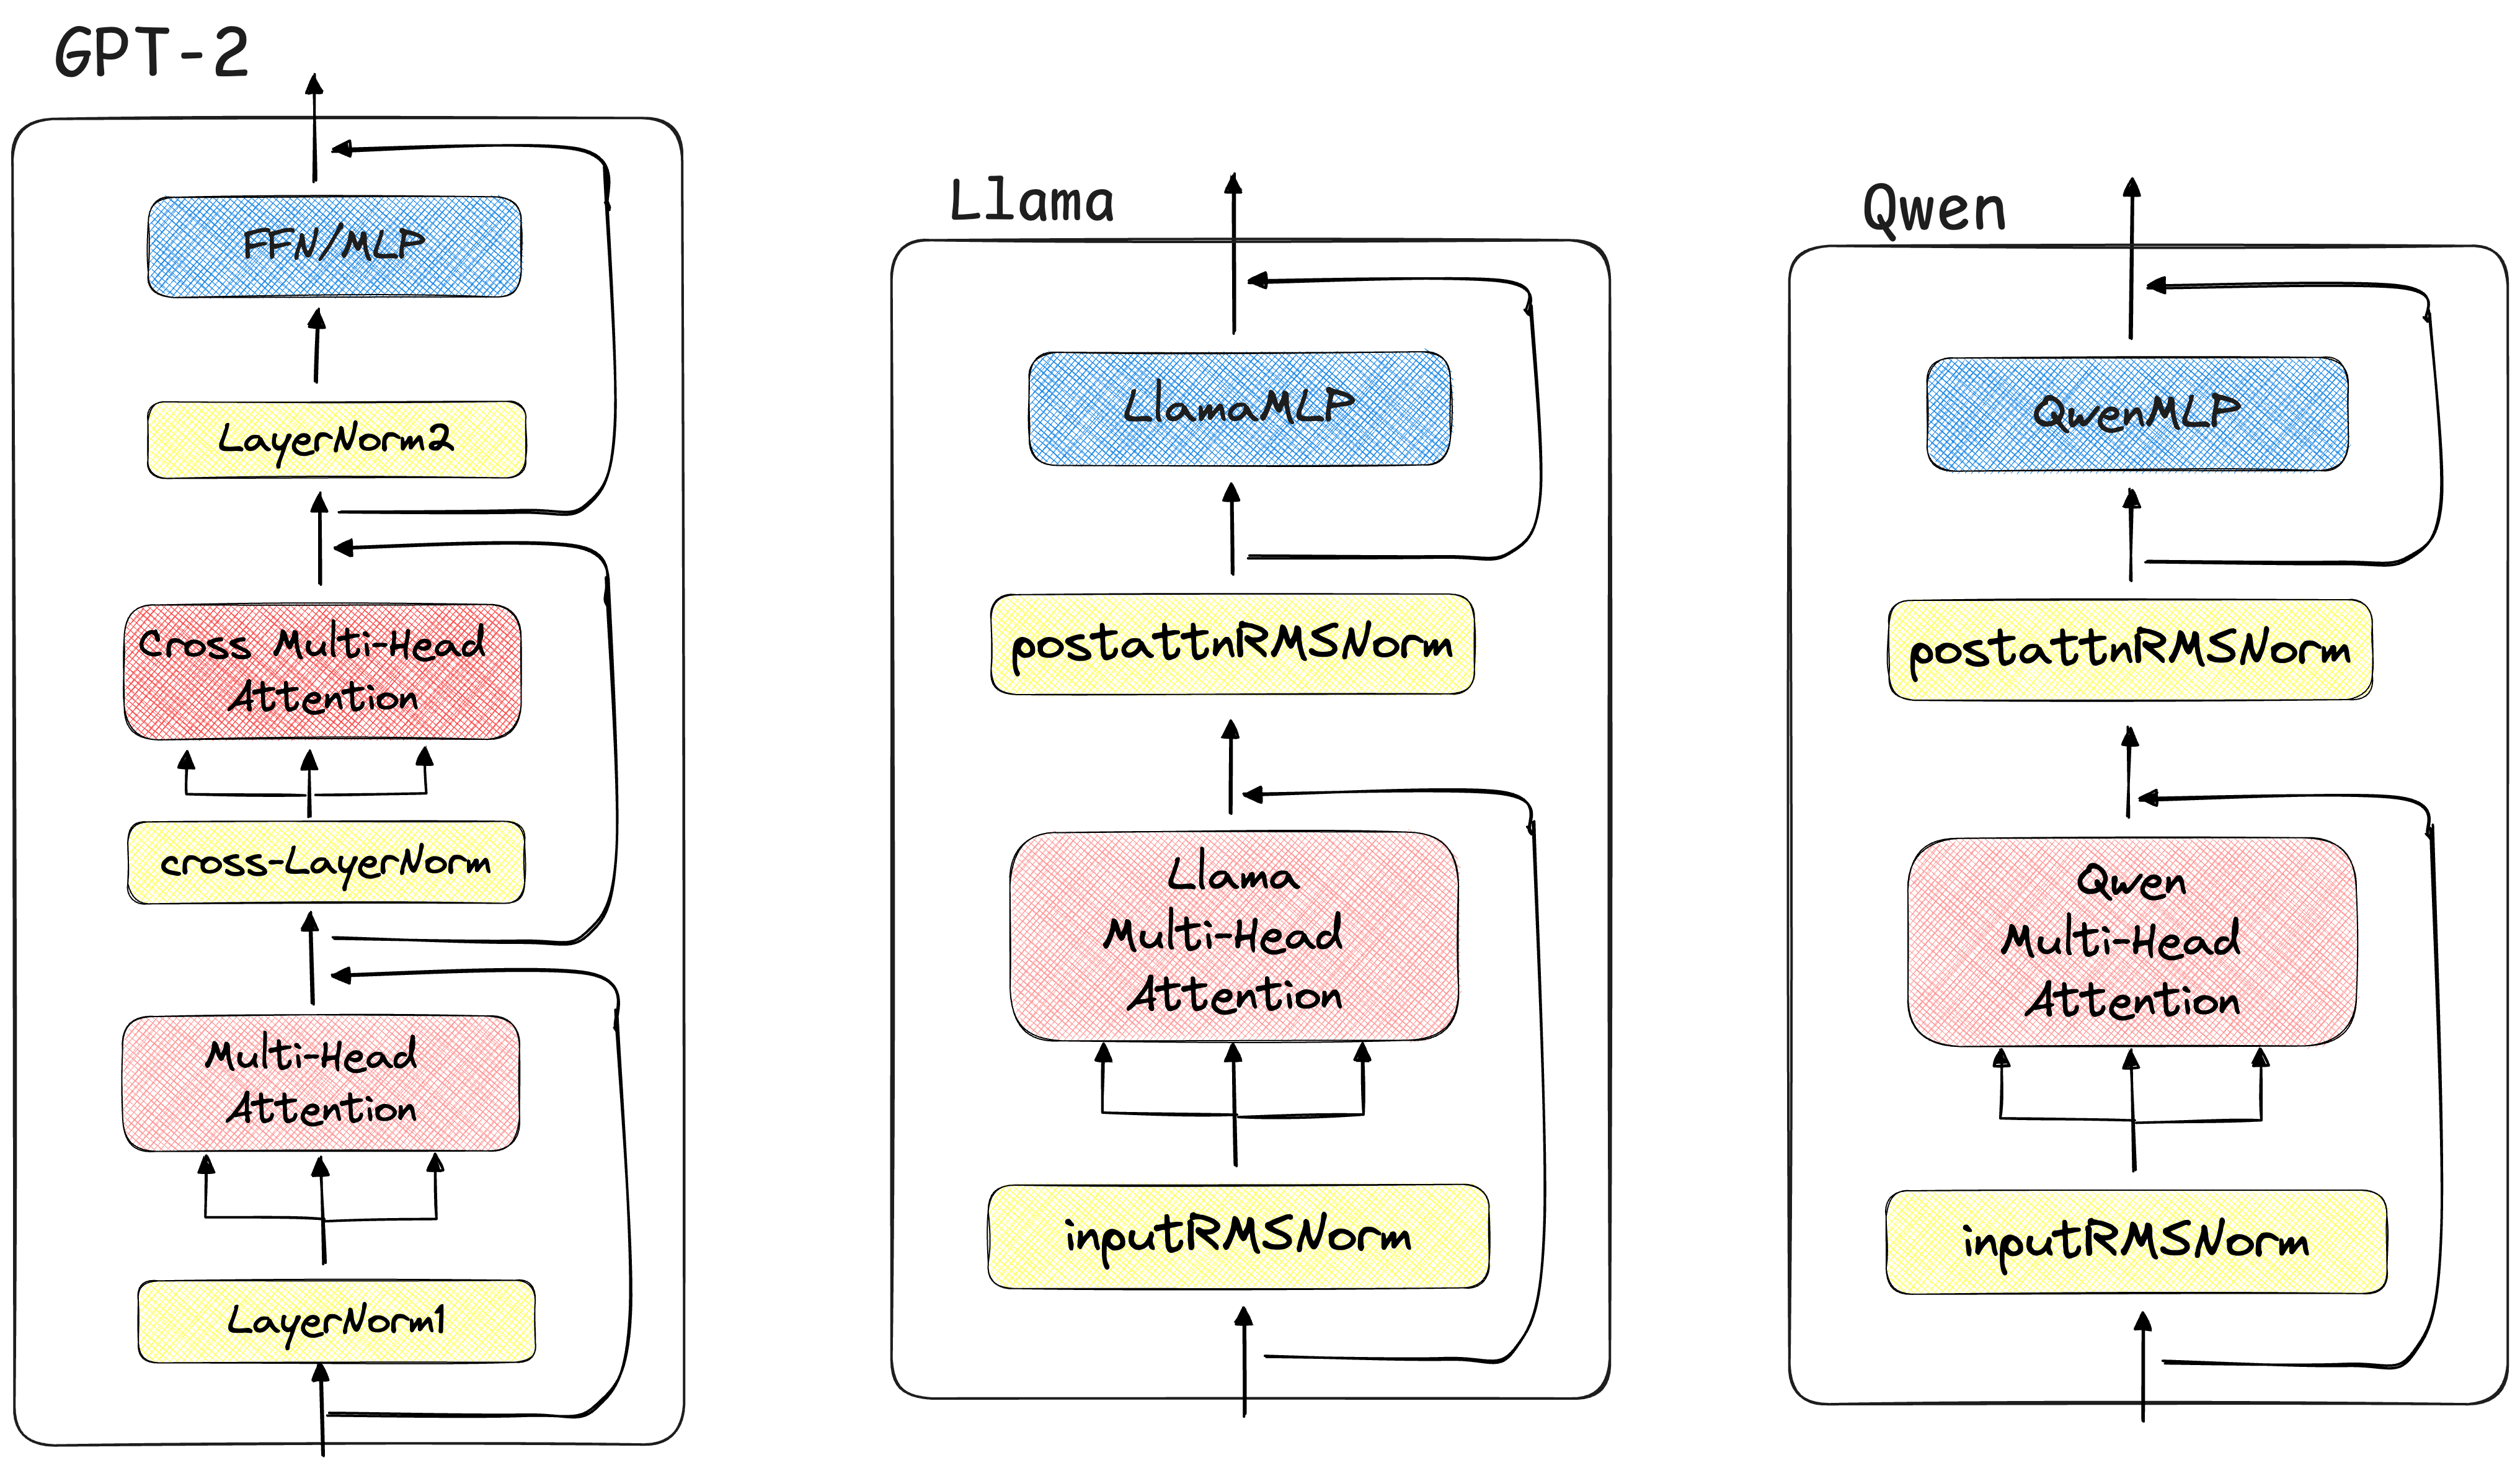 GPT-2
FFN/MLP
LayerNorm2
Cross Multi-Head
Attention
cross-LayerNorm
Multi-Head
Attention
LayerNorm1
Llama
LlamaMLP
postattnRMSNorm
Llama
Multi-Head
Attention
inputRMSNorm
Qwen
QwenMLP
postattnRMSNorm
Qwen
Multi-Head
Attention
inputRMSNorm